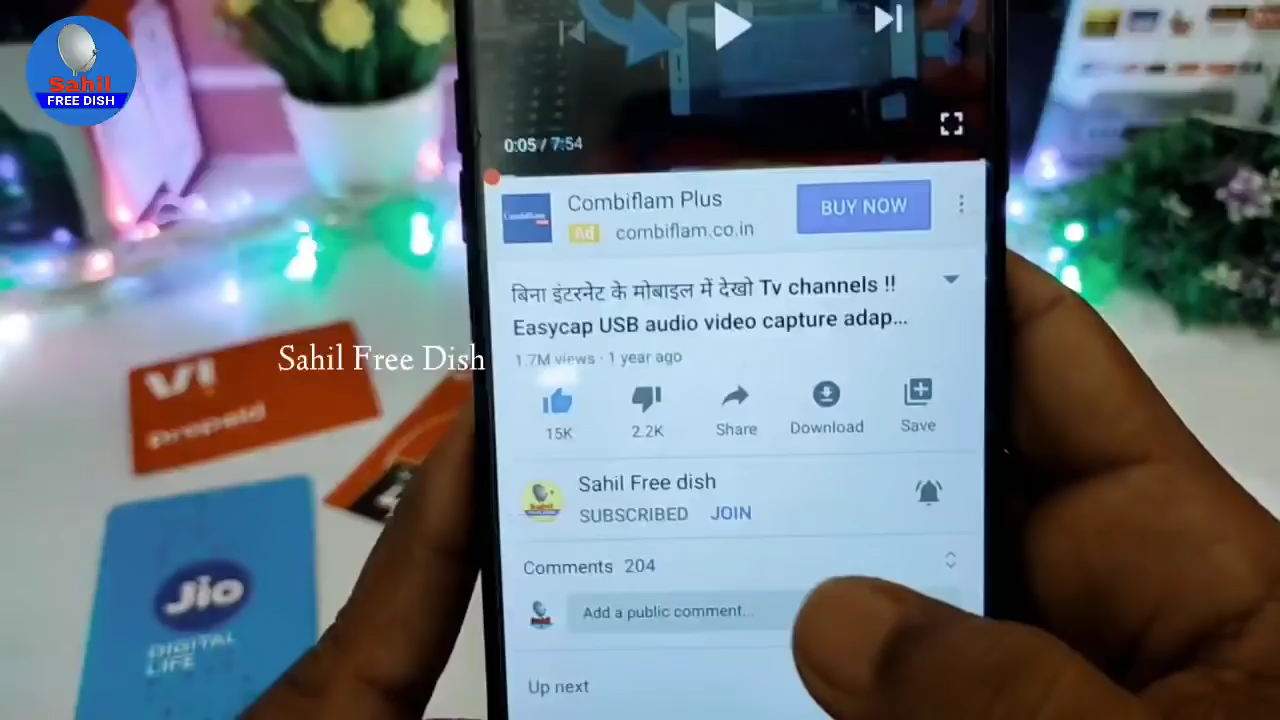 Sahil
FREE DISH
0:05 / 7:54
Combiflam Plus
BUY NOW
Combiflam
Ad combiflam.co.in
बिना इंटरनेट के मोबाइल में देखो Tv channels !!
Easycap USB audio video capture adap...
1.7M views · 1 year ago
15K
2.2K
Share
Download
Save
Sahil Free dish
SUBSCRIBED JOIN
Comments 204
Add a public comment...
Up next
Sahil Free Dish
VI
prepaid
Jio
DIGITAL
LIFE